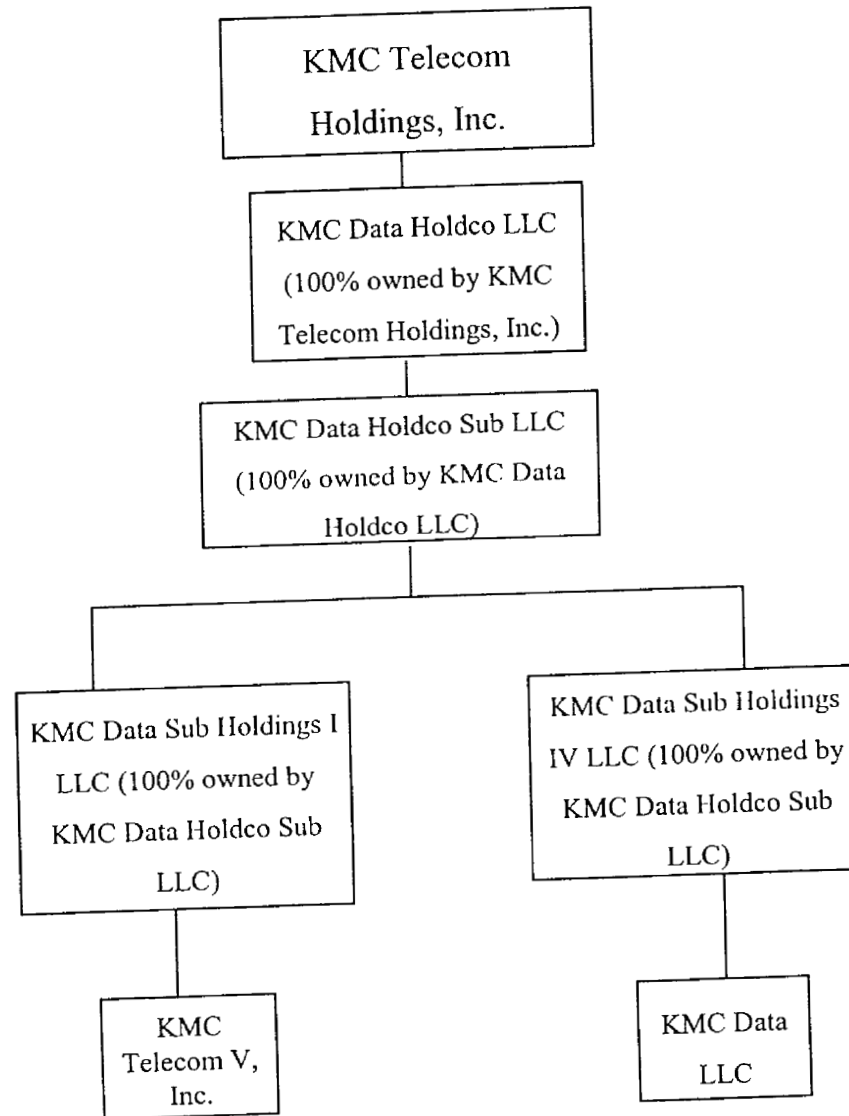 KMC Telecom
Holdings, Inc.
KMC Data Holdco LLC
(100% owned by KMC
Telecom Holdings, Inc.)
KMC Data Holdco Sub LLC
(100% owned by KMC Data
Holdco LLC)
KMC Data Sub Holdings I
LLC (100% owned by
KMC Data Holdco Sub
LLC)
KMC Data Sub Holdings
IV LLC (100% owned by
KMC Data Holdco Sub
LLC)
KMC
Telecom V,
Inc.
KMC Data
LLC